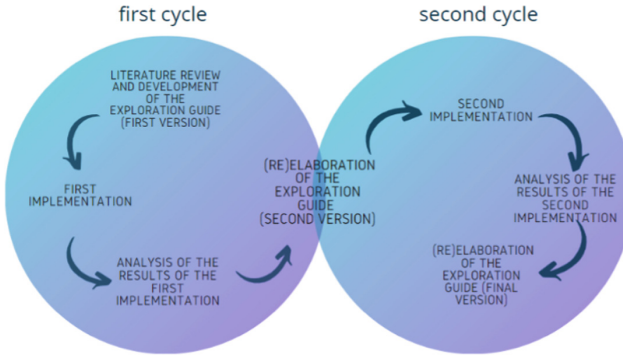 first cycle
second cycle
LITERATURE REVIEW
AND DEVELOPMENT
OF THE
EXPLORATION GUIDE
(FIRST VERSION)
FIRST
IMPLEMENTATION
ANALYSIS OF THE
RESULTS OF THE
FIRST
IMPLEMENTATION
(RE)ELABORATION
OF THE
EXPLORATION
GUIDE
(SECOND VERSION)
SECOND
IMPLEMENTATION
ANALYSIS OF THE
RESULTS OF THE
SECOND
IMPLEMENTATION
(RE)ELABORATION
OF THE
EXPLORATION
GUIDE (FINAL
VERSION)